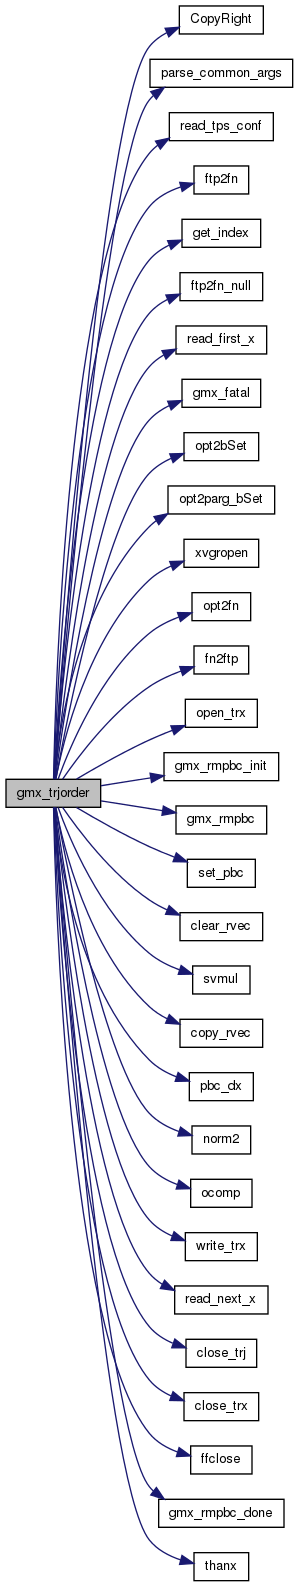 CopyRight
parse_common_args
read_tps_conf
ftp2fn
get_index
ftp2fn_null
read_first_x
gmx_fatal
opt2bSet
opt2parg_bSet
xvgropen
opt2fn
fn2ftp
open_trx
gmx_rmpbc_init
gmx_trjorder
gmx_rmpbc
set_pbc
clear_rvec
svmul
copy_rvec
pbc_dx
norm2
ocomp
write_trx
read_next_x
close_trj
close_trx
ffclose
gmx_rmpbc_done
thanx